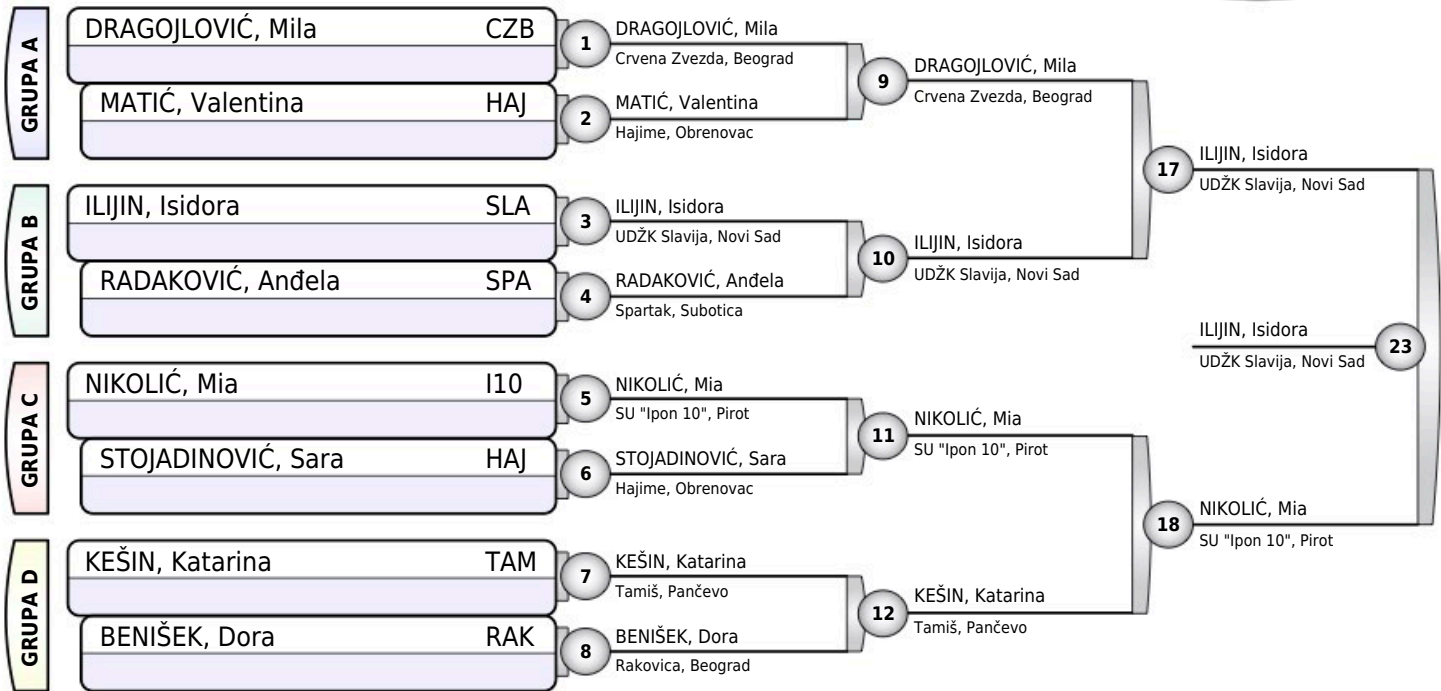 GRUPA A
DRAGOJLOVIĆ, Mila CZB
MATIĆ, Valentina HAJ
1
DRAGOJLOVIĆ, Mila
Crvena Zvezda, Beograd
2
MATIĆ, Valentina
Hajime, Obrenovac
9
DRAGOJLOVIĆ, Mila
Crvena Zvezda, Beograd
GRUPA B
ILIJIN, Isidora SLA
RADAKOVIĆ, Anđela SPA
3
ILIJIN, Isidora
UDŽK Slavija, Novi Sad
4
RADAKOVIĆ, Anđela
Spartak, Subotica
10
ILIJIN, Isidora
UDŽK Slavija, Novi Sad
17
ILIJIN, Isidora
UDŽK Slavija, Novi Sad
GRUPA C
NIKOLIĆ, Mia I10
STOJADINOVIĆ, Sara HAJ
5
NIKOLIĆ, Mia
SU "Ipon 10", Pirot
6
STOJADINOVIĆ, Sara
Hajime, Obrenovac
11
NIKOLIĆ, Mia
SU "Ipon 10", Pirot
GRUPA D
KEŠIN, Katarina TAM
BENIŠEK, Dora RAK
7
KEŠIN, Katarina
Tamiš, Pančevo
8
BENIŠEK, Dora
Rakovica, Beograd
12
KEŠIN, Katarina
Tamiš, Pančevo
18
NIKOLIĆ, Mia
SU "Ipon 10", Pirot
ILIJIN, Isidora
UDŽK Slavija, Novi Sad
23